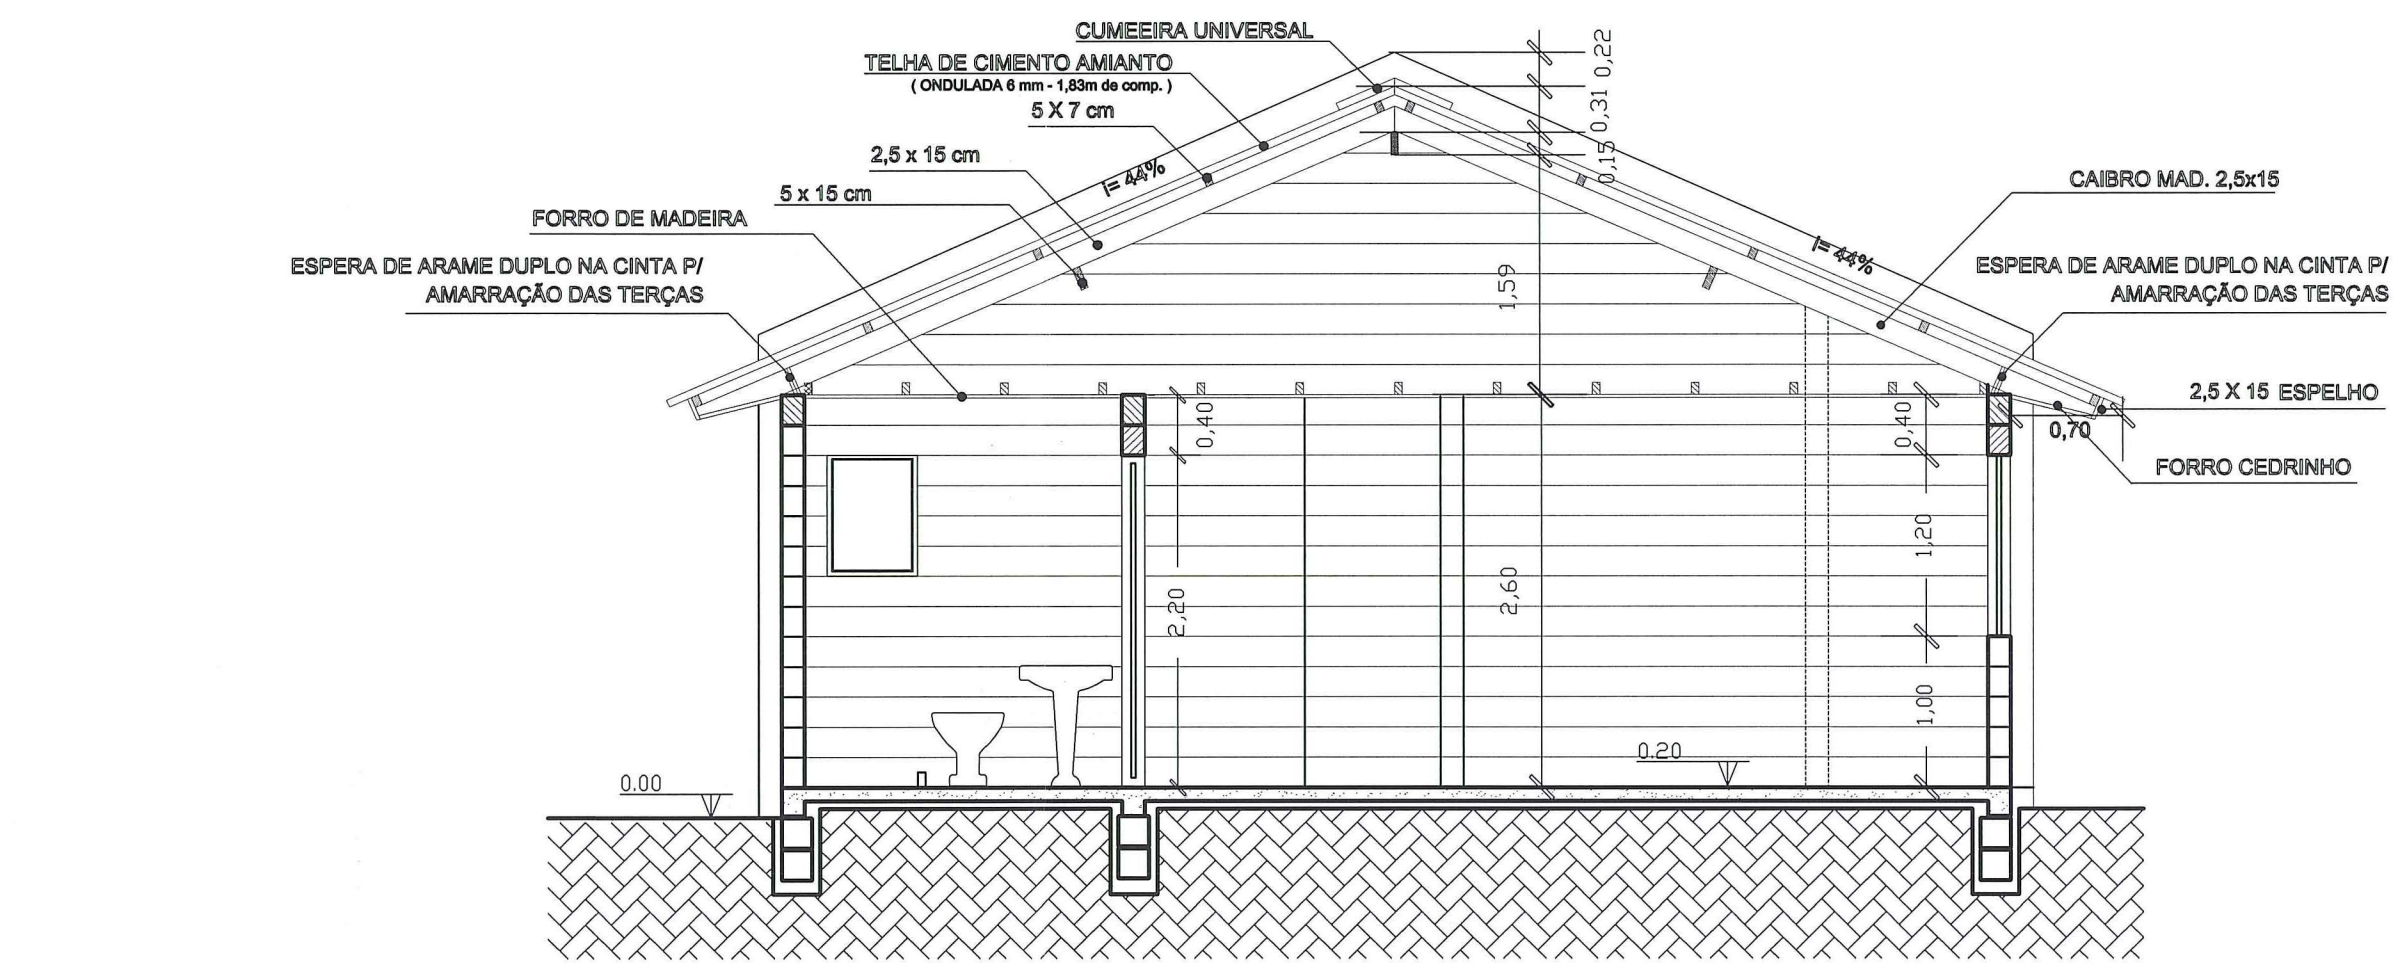 CUMEEIRA UNIVERSAL
TELHA DE CIMENTO AMIANTO
( ONDULADA 6 mm - 1,83m de comp. )
5 X 7 cm
2,5 x 15 cm
5 x 15 cm
FORRO DE MADEIRA
ESPERA DE ARAME DUPLO NA CINTA P/
AMARRAÇÃO DAS TERÇAS
i= 44%
0,22
0,31
0,15
1,59
i= 44%
CAIBRO MAD. 2,5x15
ESPERA DE ARAME DUPLO NA CINTA P/
AMARRAÇÃO DAS TERÇAS
2,5 X 15 ESPELHO
0,70
FORRO CEDRINHO
0,40
0,40
1,20
2,20
2,60
1,00
0.20
0.00